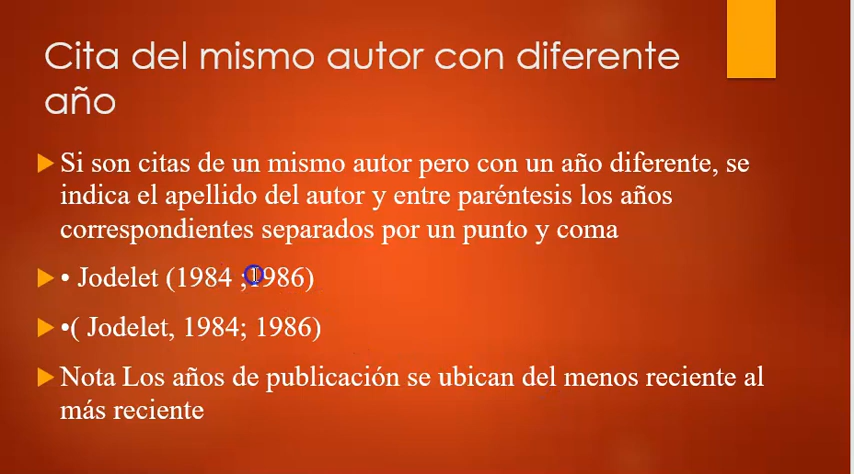 Cita del mismo autor con diferente
año
Si son citas de un mismo autor pero con un año diferente, se
indica el apellido del autor y entre paréntesis los años
correspondientes separados por un punto y coma
• Jodelet (1984 ;1986)
•( Jodelet, 1984; 1986)
Nota Los años de publicación se ubican del menos reciente al
más reciente